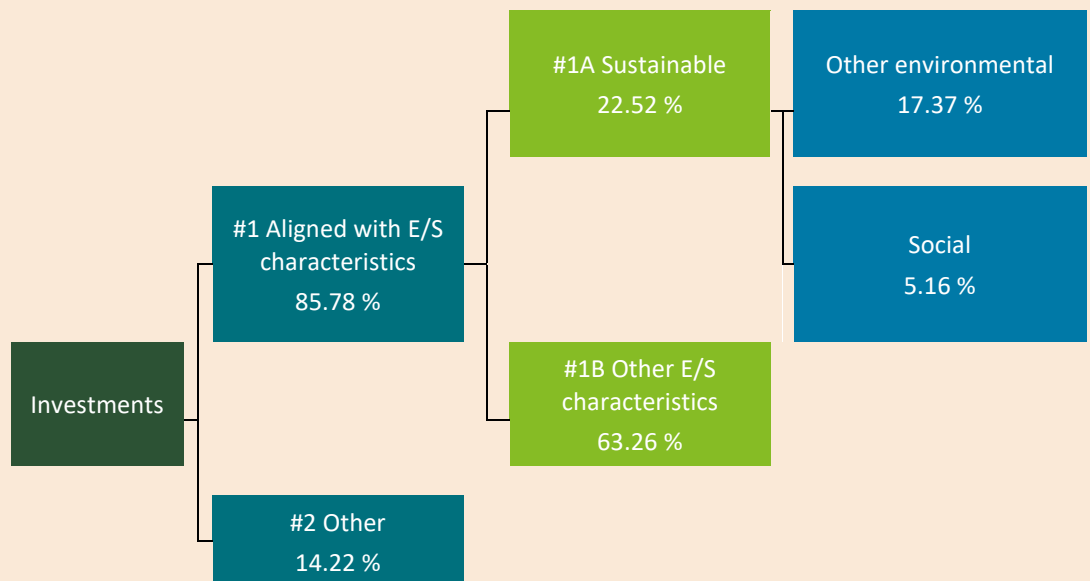 #1A Sustainable
22.52 %
Other environmental
17.37 %
#1 Aligned with E/S
characteristics
85.78 %
Social
5.16 %
Investments
#1B Other E/S
characteristics
63.26 %
#2 Other
14.22 %